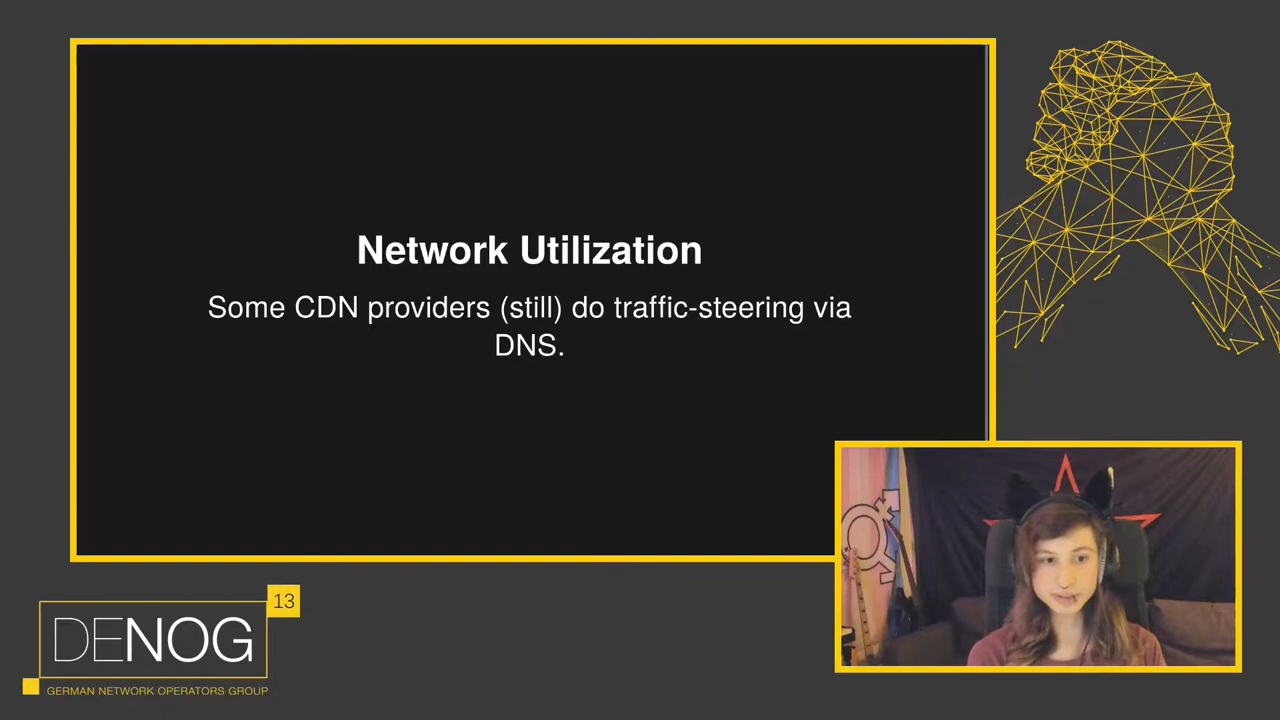 Network Utilization
Some CDN providers (still) do traffic-steering via
DNS.
13
DENOG
GERMAN NETWORK OPERATORS GROUP